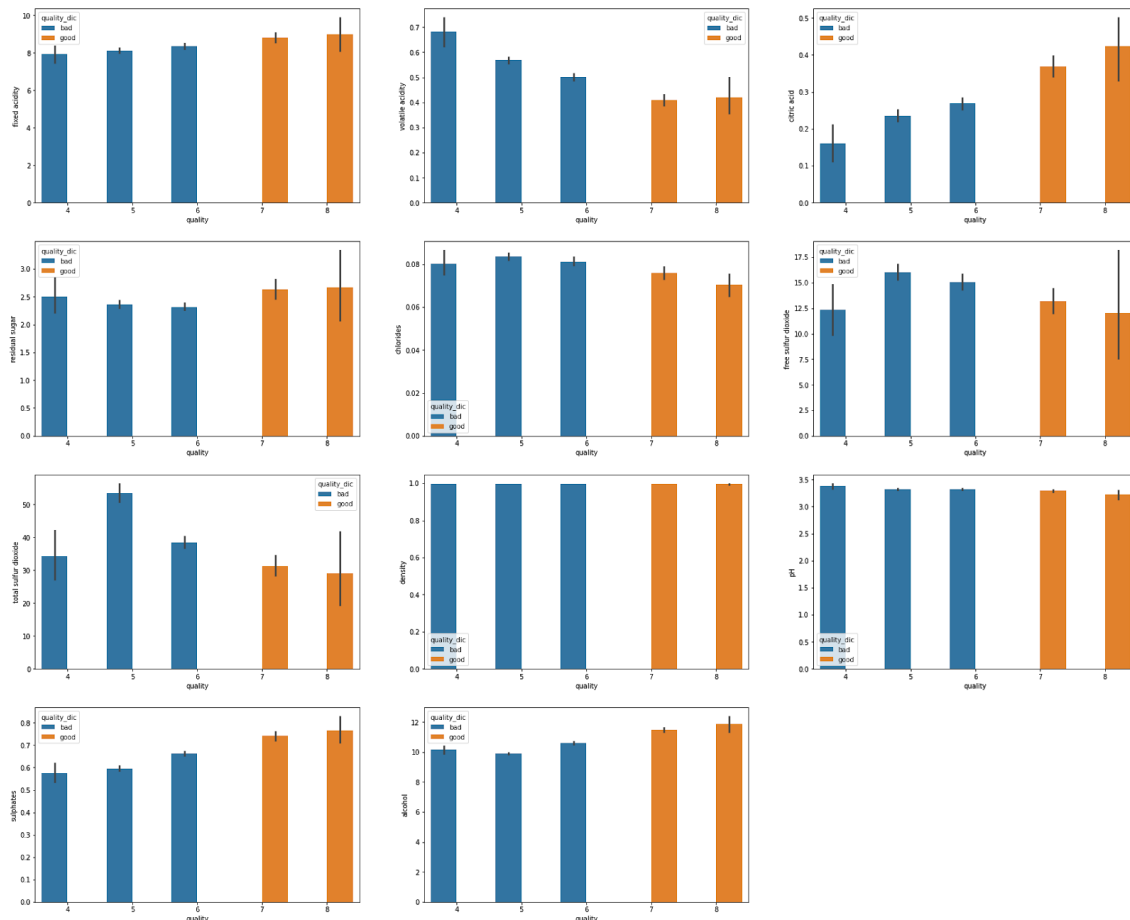 fixed acidity
10
8
6
4
2
0
quality_dic
bad
good
4 5 6 7 8
quality
volatile acidity
0.7
0.6
0.5
0.4
0.3
0.2
0.1
0.0
quality_dic
bad
good
4 5 6 7 8
quality
citric acid
0.5
0.4
0.3
0.2
0.1
0.0
quality_dic
bad
good
4 5 6 7 8
quality
residual sugar
3.0
2.5
2.0
1.5
1.0
0.5
0.0
quality_dic
bad
good
4 5 6 7 8
quality
chlorides
0.08
0.06
0.04
0.02
0.00
quality_dic
bad
good
4 5 6 7 8
quality
free sulfur dioxide
17.5
15.0
12.5
10.0
7.5
5.0
2.5
0.0
quality_dic
bad
good
4 5 6 7 8
quality
total sulfur dioxide
50
40
30
20
10
0
quality_dic
bad
good
4 5 6 7 8
quality
density
1.0
0.8
0.6
0.4
0.2
0.0
quality_dic
bad
good
4 5 6 7 8
quality
pH
3.5
3.0
2.5
2.0
1.5
1.0
0.5
0.0
quality_dic
bad
good
4 5 6 7 8
quality
sulphates
0.8
0.7
0.6
0.5
0.4
0.3
0.2
0.1
0.0
quality_dic
bad
good
4 5 6 7 8
quality
alcohol
12
10
8
6
4
2
0
quality_dic
bad
good
4 5 6 7 8
quality